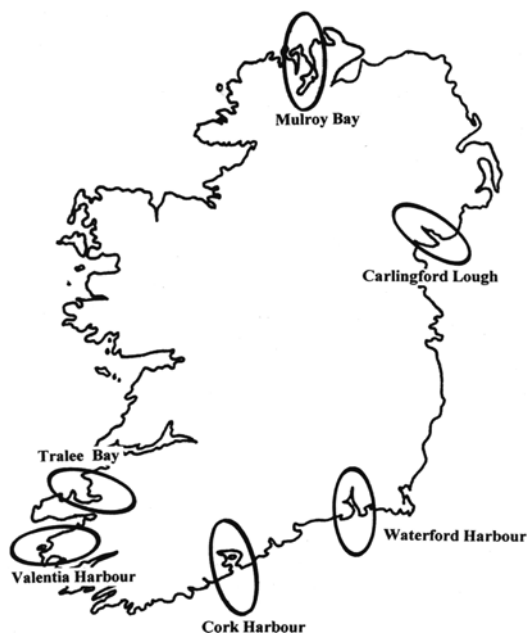 Mulroy Bay
Carlingford Lough
Tralee Bay
Waterford Harbour
Valentia Harbour
Cork Harbour